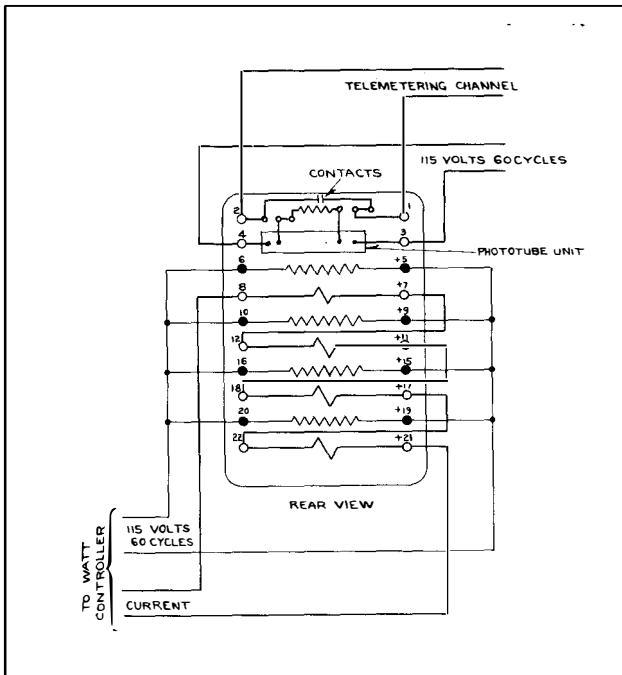 TELEMETERING CHANNEL
115 VOLTS 60CYCLES
CONTACTS
2 1
4 3
PHOTOTUBE UNIT
6 +5
8 +7
10 +9
12 +11
16 +15
18 +17
20 +19
22 +21
REAR VIEW
TO WATT
CONTROLLER
115 VOLTS
60 CYCLES
CURRENT